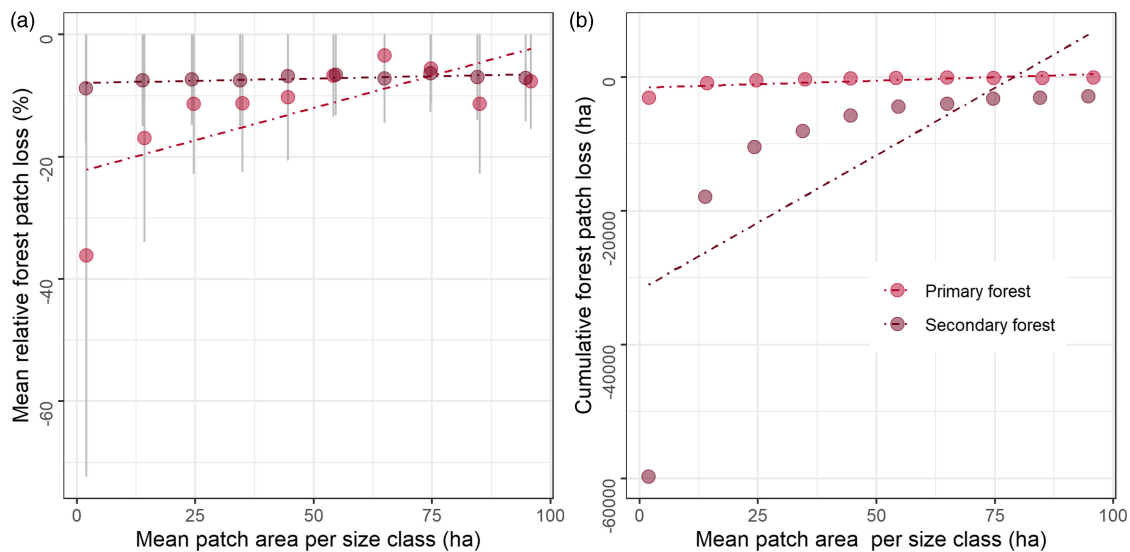 (a)
Mean relative forest patch loss (%)
0
-20
-40
-60
0
25
50
75
100
Mean patch area per size class (ha)
(b)
Cumulative forest patch loss (ha)
0
-20000
-40000
-60000
Primary forest
Secondary forest
0
25
50
75
100
Mean patch area  per size class (ha)